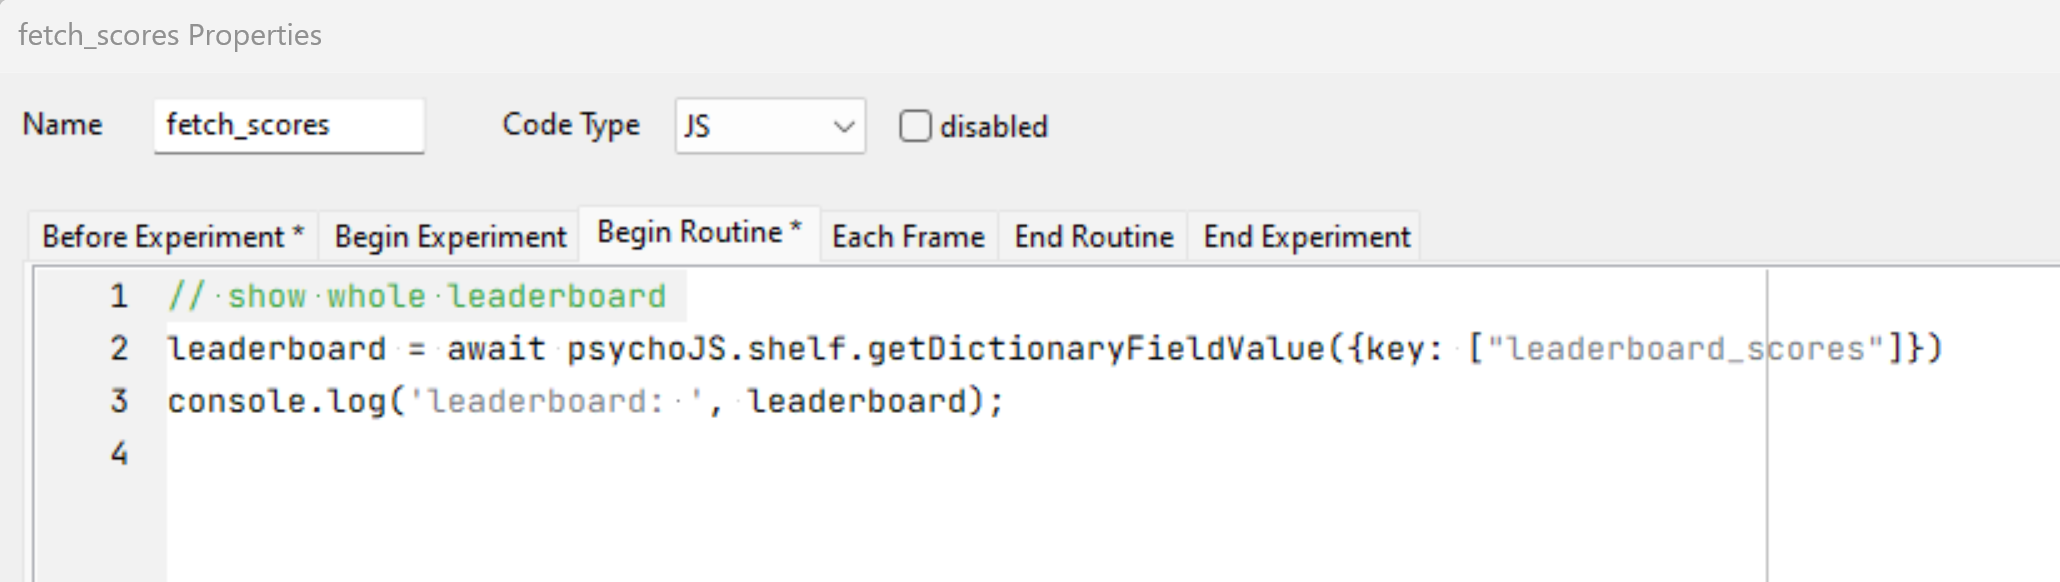 fetch_scores Properties
Name fetch_scores Code Type JS disabled
Before Experiment * Begin Experiment Begin Routine * Each Frame End Routine End Experiment
1 // show whole leaderboard
2 leaderboard = await psychoJS.shelf.getDictionaryFieldValue({key: ["leaderboard_scores"]})
3 console.log('leaderboard: ', leaderboard);
4